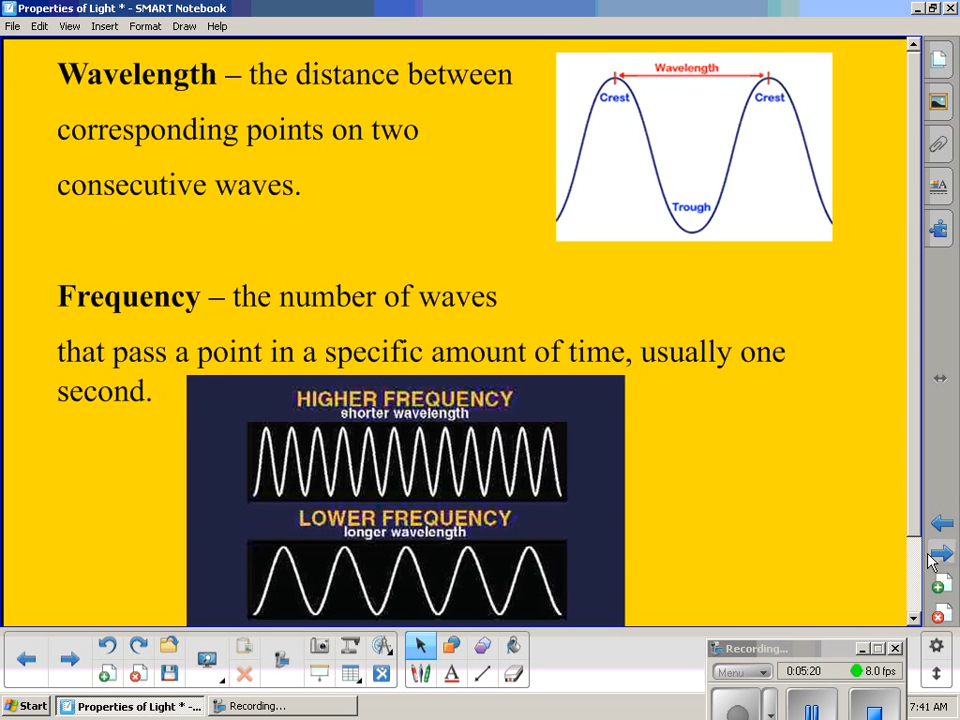 Properties of Light * - SMART Notebook
File Edit View Insert Format Draw Help
Wavelength – the distance between
corresponding points on two
consecutive waves.
Wavelength
Crest Crest
Trough
Frequency – the number of waves
that pass a point in a specific amount of time, usually one
second.
HIGHER FREQUENCY
shorter wavelength
LOWER FREQUENCY
longer wavelength
Recording...
Menu 0:05:20 8.0 fps
Start Properties of Light * -... Recording... 7:41 AM